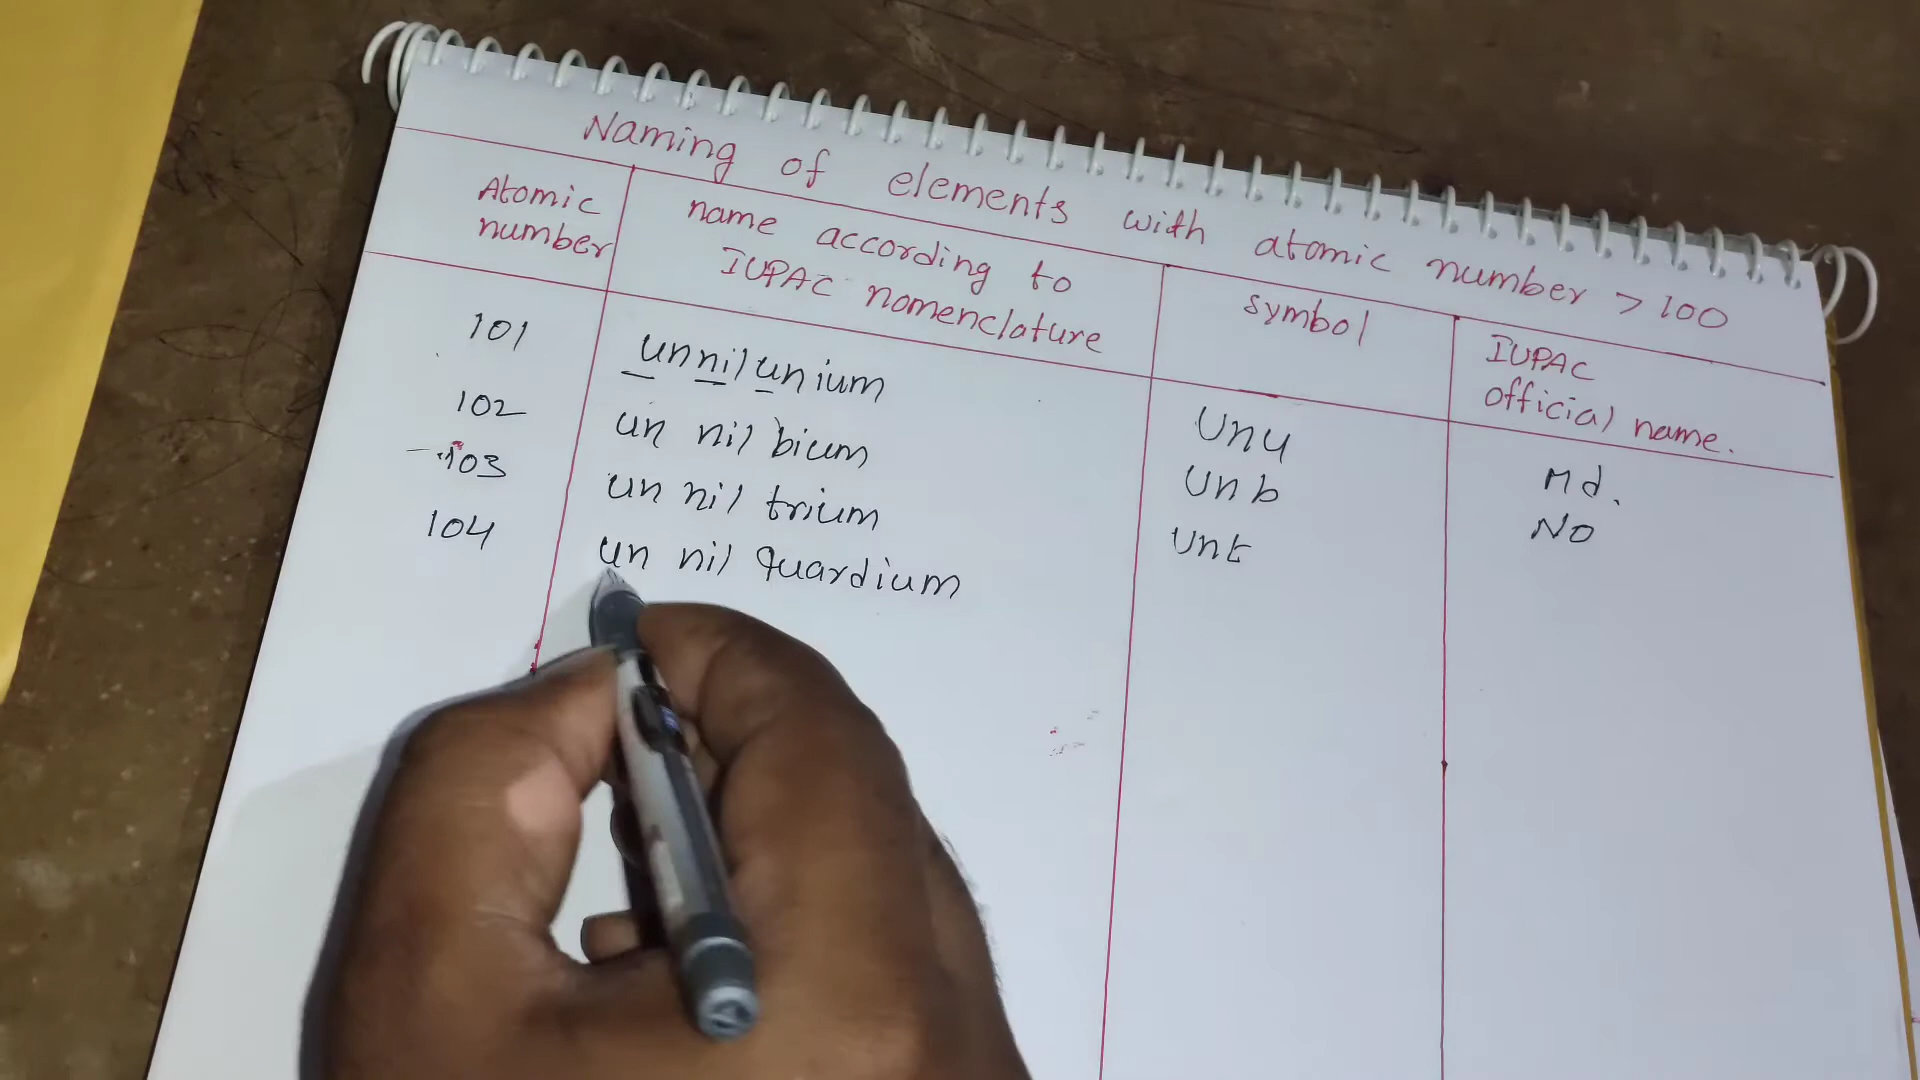 Naming of elements with atomic number > 100
Atomic number
name according to IUPAC nomenclature
symbol
IUPAC official name.
101 unnilunium Unu Md.
102 un nil bium Unb NO
103 un nil trium Unt
104 un nil quardium